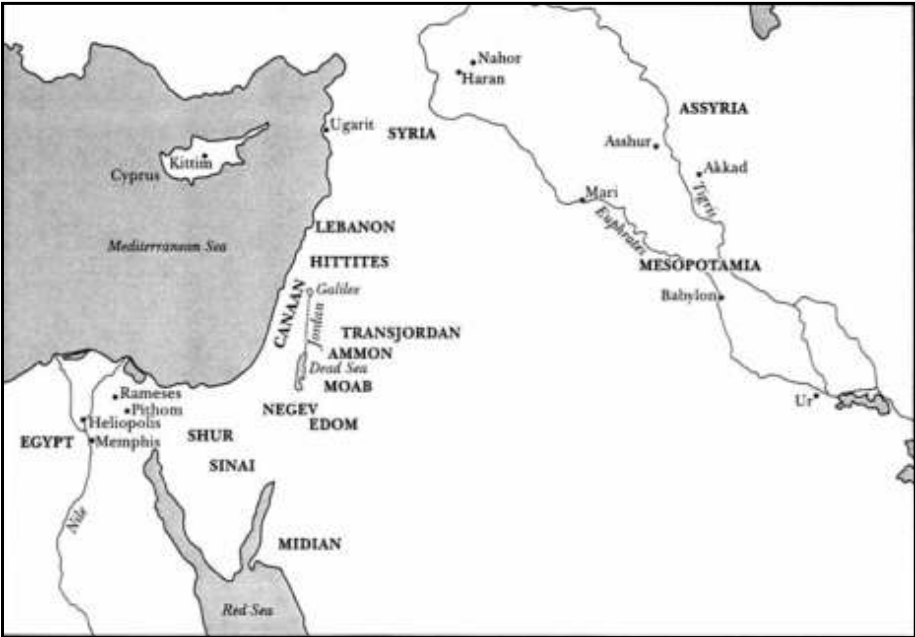 Nahor
Haran
ASSYRIA
Ugarit
SYRIA
Asshur
Kittim
Akkad
Cyprus
Mari
Tigris
LEBANON
Euphrates
Mediterranean Sea
HITTITES
MESOPOTAMIA
Galilee
Babylon
CANAAN
Jordan
TRANSJORDAN
AMMON
Dead Sea
MOAB
Rameses
Ur
Pithom
NEGEV
Heliopolis
EDOM
EGYPT
Memphis
SHUR
SINAI
Nile
MIDIAN
Red Sea